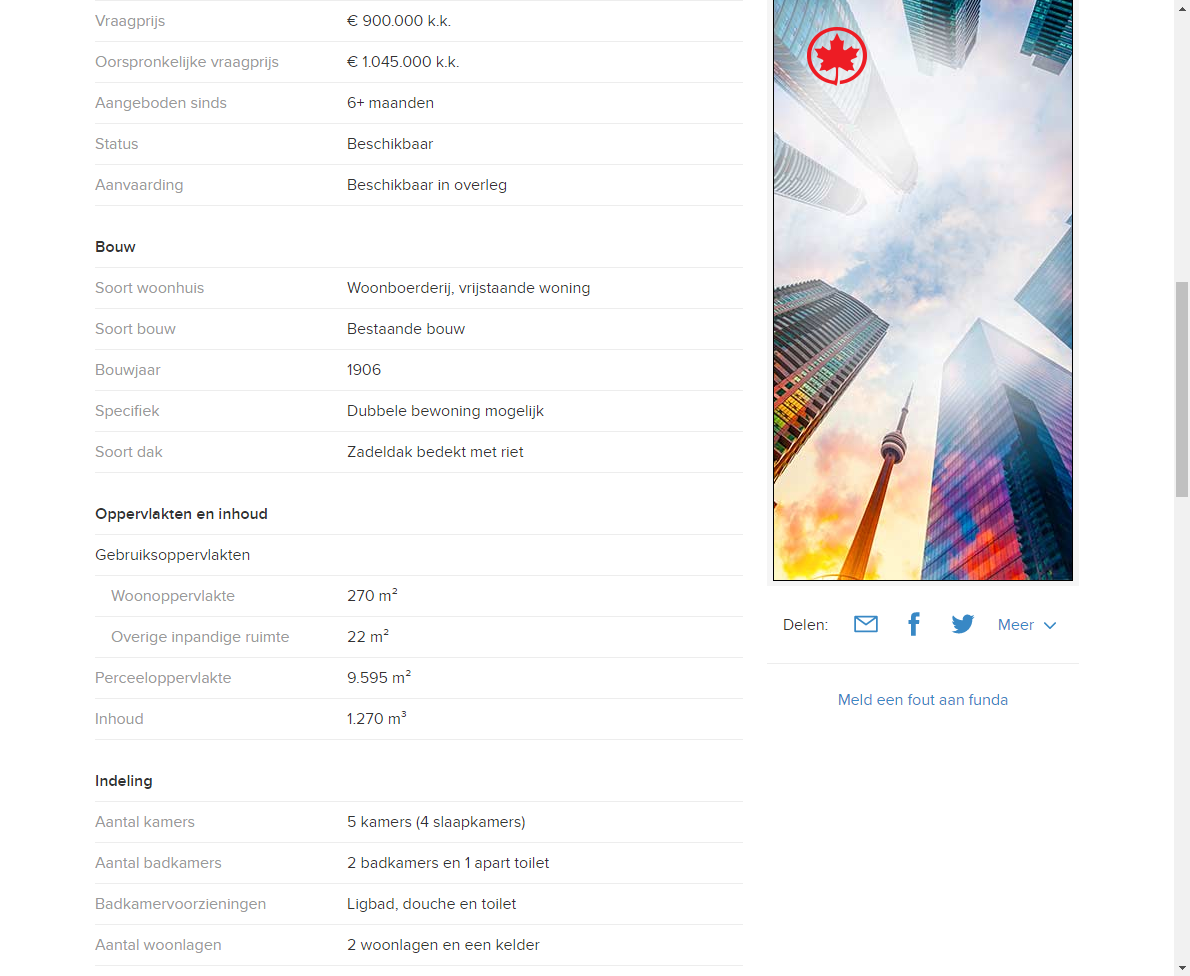 Vraagprijs € 900.000 k.k.
Oorspronkelijke vraagprijs € 1.045.000 k.k.
Aangeboden sinds 6+ maanden
Status Beschikbaar
Aanvaarding Beschikbaar in overleg
Bouw
Soort woonhuis Woonboerderij, vrijstaande woning
Soort bouw Bestaande bouw
Bouwjaar 1906
Specifiek Dubbele bewoning mogelijk
Soort dak Zadeldak bedekt met riet
Oppervlakten en inhoud
Gebruiksoppervlakten
Woonoppervlakte 270 m²
Overige inpandige ruimte 22 m²
Perceeloppervlakte 9.595 m²
Inhoud 1.270 m³
Indeling
Aantal kamers 5 kamers (4 slaapkamers)
Aantal badkamers 2 badkamers en 1 apart toilet
Badkamervoorzieningen Ligbad, douche en toilet
Aantal woonlagen 2 woonlagen en een kelder
Delen: Meer
Meld een fout aan funda